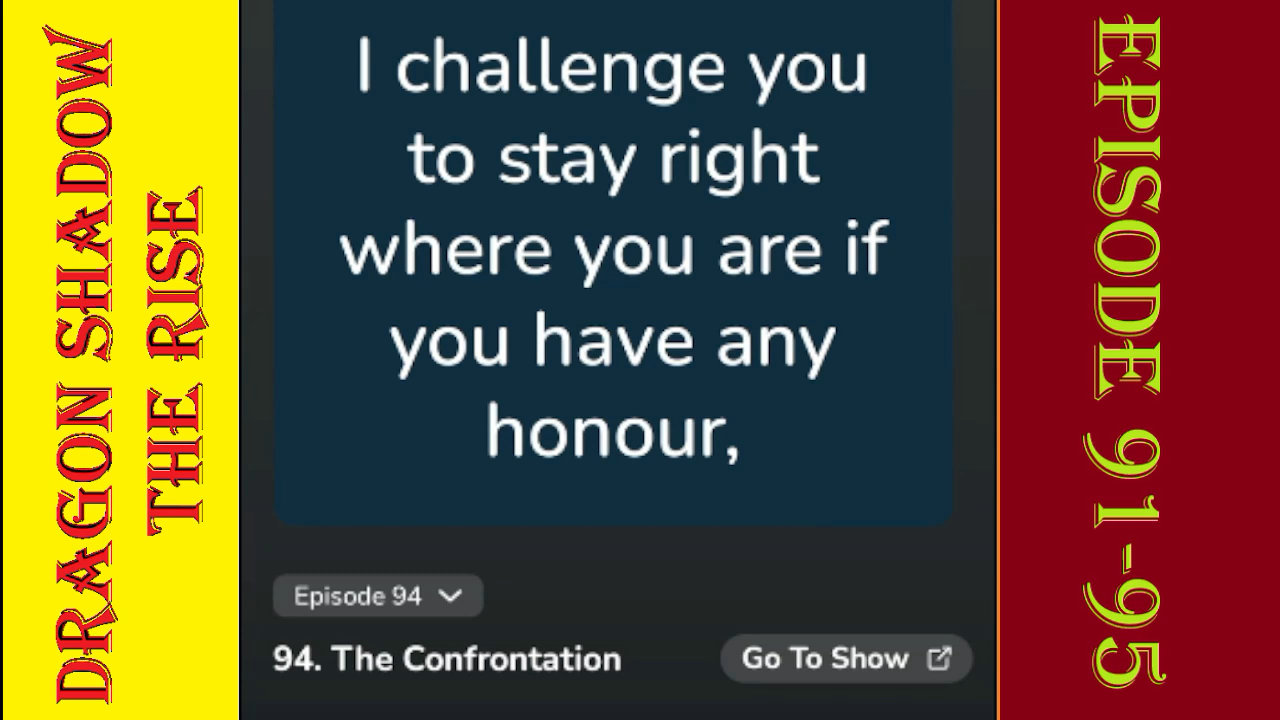 DRAGON SHADOW
THE RISE
I challenge you
to stay right
where you are if
you have any
honour,
Episode 94
94. The Confrontation
Go To Show
EPISODE 91-95